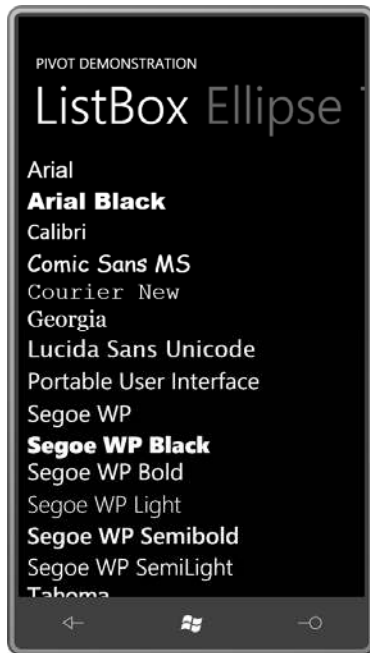 PIVOT DEMONSTRATION
ListBox Ellipse
Arial
Arial Black
Calibri
Comic Sans MS
Courier New
Georgia
Lucida Sans Unicode
Portable User Interface
Segoe WP
Segoe WP Black
Segoe WP Bold
Segoe WP Light
Segoe WP Semibold
Segoe WP SemiLight
Tahoma